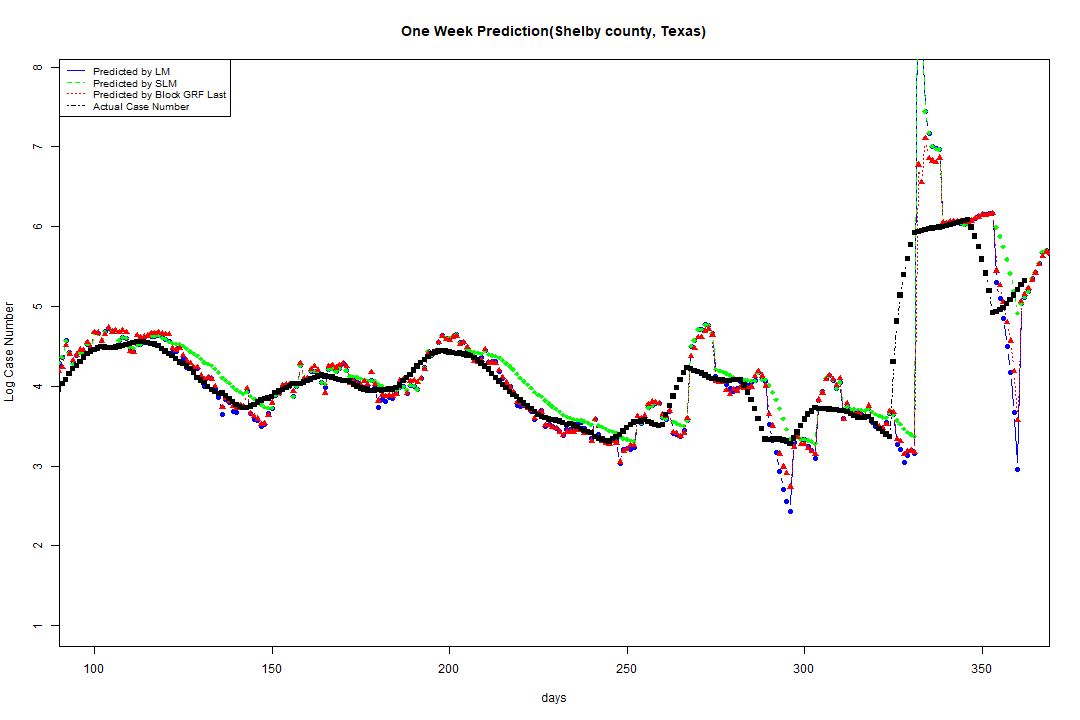 One Week Prediction(Shelby county, Texas)
Predicted by LM
Predicted by SLM
Predicted by Block GRF Last
Actual Case Number
8
7
6
5
4
3
2
1
Log Case Number
100 150 200 250 300 350
days